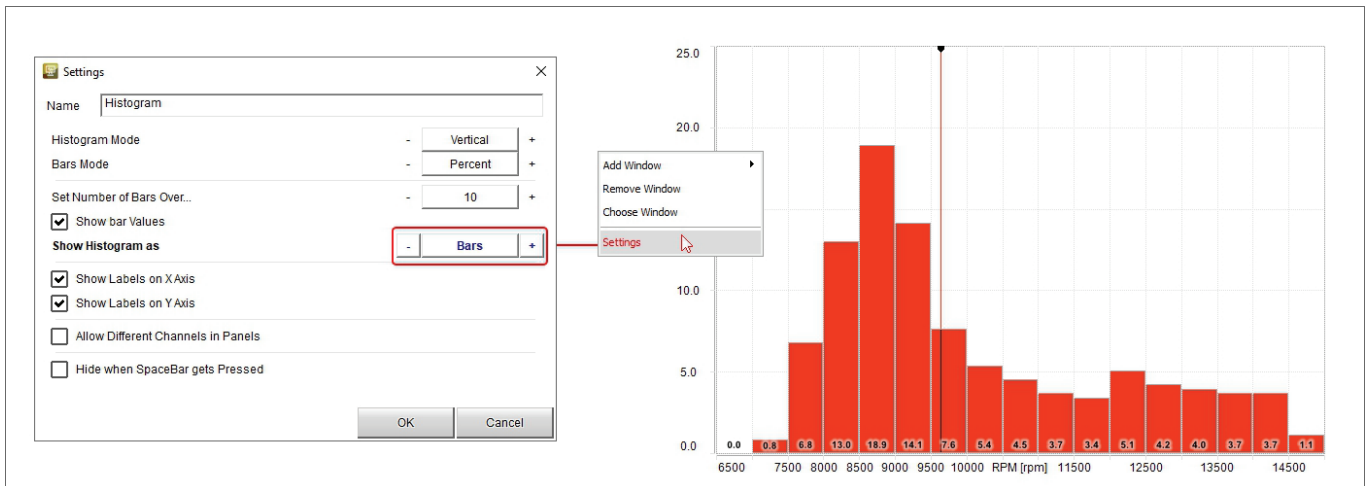 Settings
Name Histogram
Histogram Mode - Vertical +
Bars Mode - Percent +
Set Number of Bars Over... - 10 +
Show bar Values
Show Histogram as - Bars +
Show Labels on X Axis
Show Labels on Y Axis
Allow Different Channels in Panels
Hide when SpaceBar gets Pressed
OK Cancel
Add Window
Remove Window
Choose Window
Settings
25.0
20.0
10.0
5.0
0.0
0.0 0.8 6.8 13.0 18.9 14.1 7.6 5.4 4.5 3.7 3.4 5.1 4.2 4.0 3.7 3.7 1.1
6500 7500 8000 8500 9000 9500 10000 RPM [rpm] 11500 12500 13500 14500